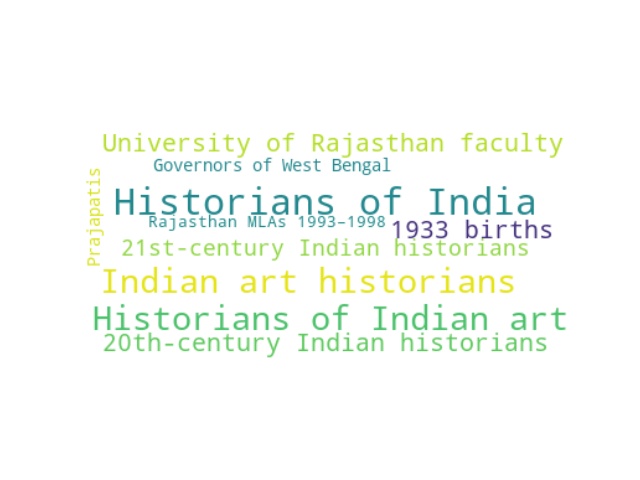 University of Rajasthan faculty
Governors of West Bengal
Prajapatis
Historians of India
Rajasthan MLAs 1993–1998
1933 births
21st-century Indian historians
Indian art historians
Historians of Indian art
20th-century Indian historians